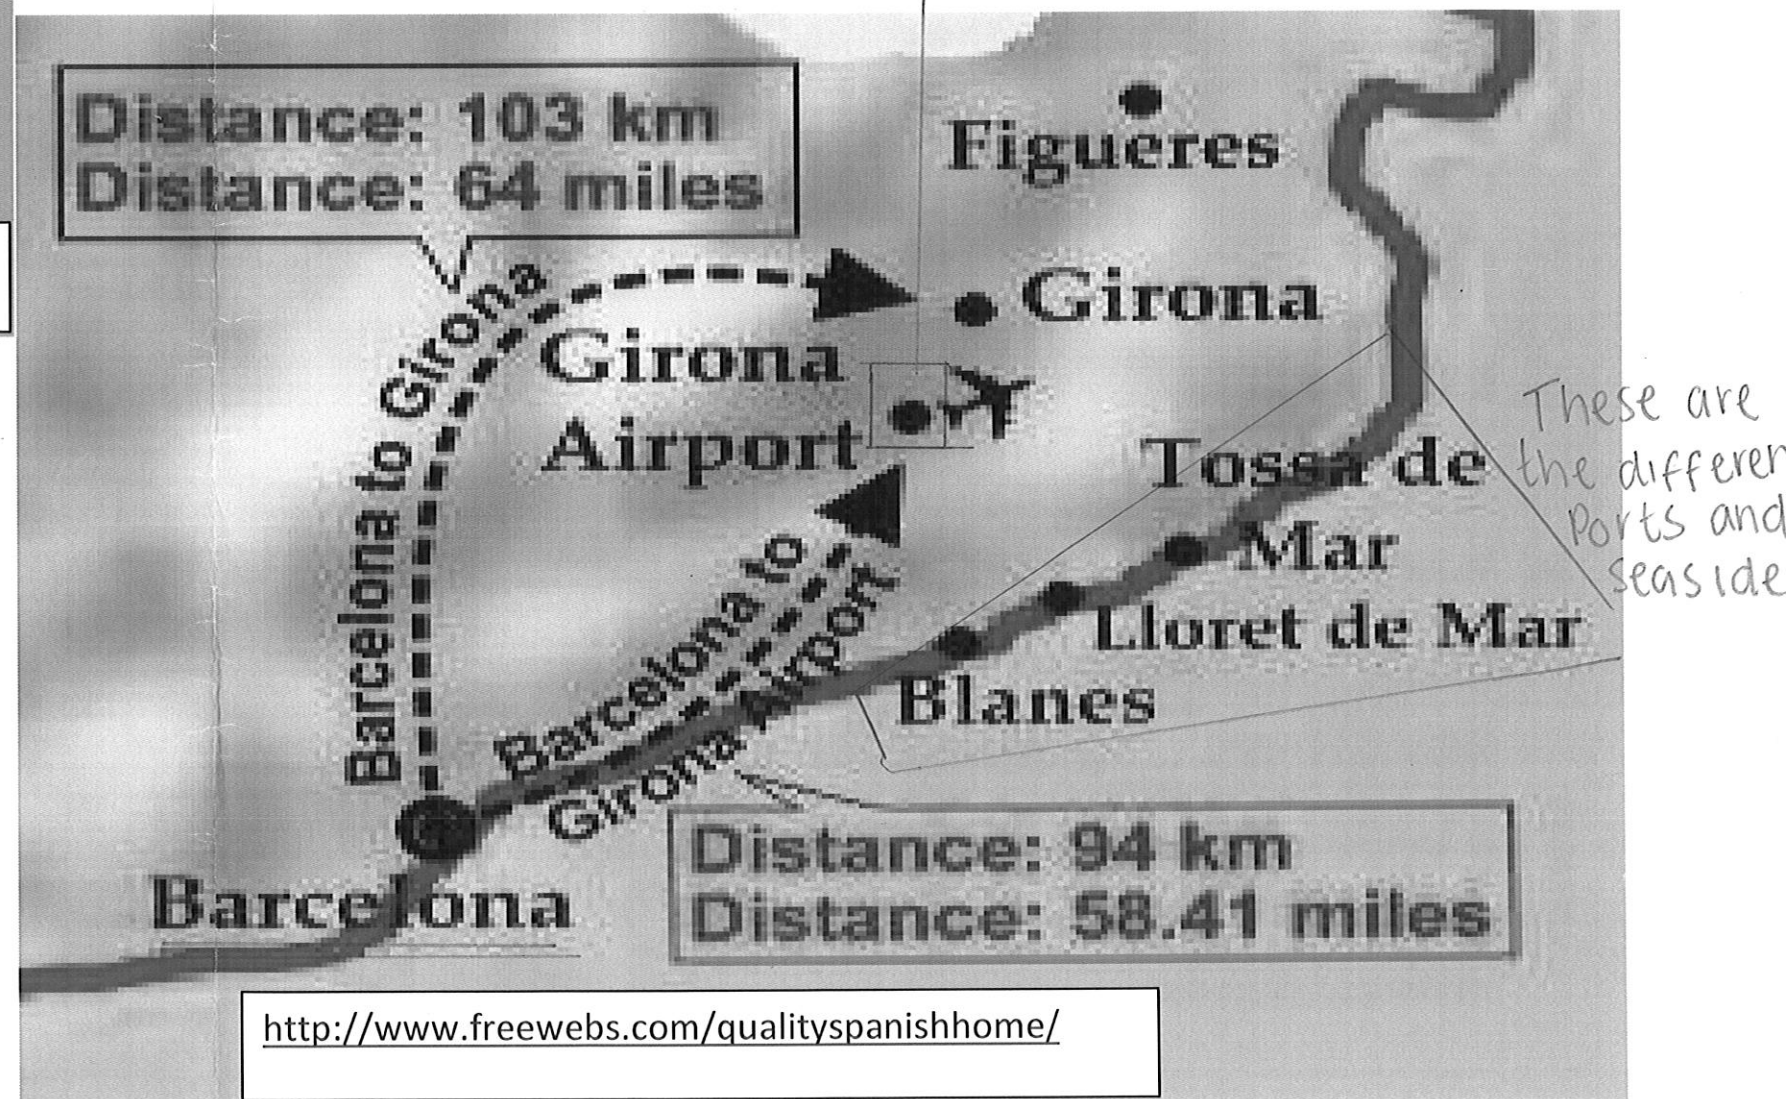 Distance: 103 km
Distance: 64 miles
Figueres
Barcelona to Girona
Girona
Girona
Airport
Tossa de
Mar
These are
the differen
Ports and
seaside
Lloret de Mar
Blanes
Barcelona to
Girona Airport
Distance: 94 km
Distance: 58.41 miles
Barcelona
http://www.freewebs.com/qualityspanishhome/